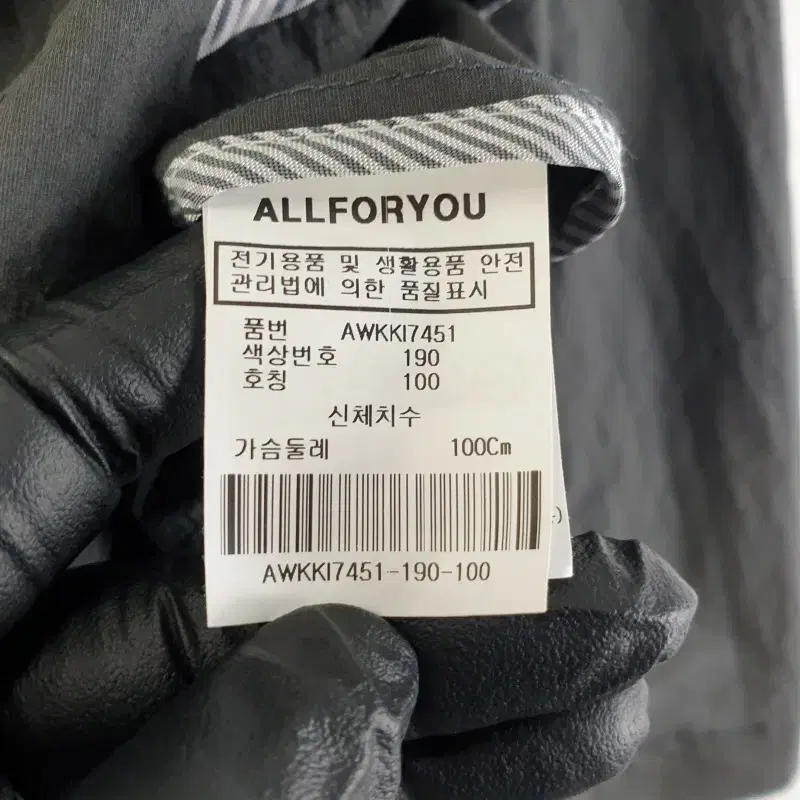 ALLFORYOU
전기용품 및 생활용품 안전
관리법에 의한 품질표시
품번 AWKKI7451
색상번호 190
호칭 100
신체치수
가슴둘레 100Cm
AWKKI7451-190-100